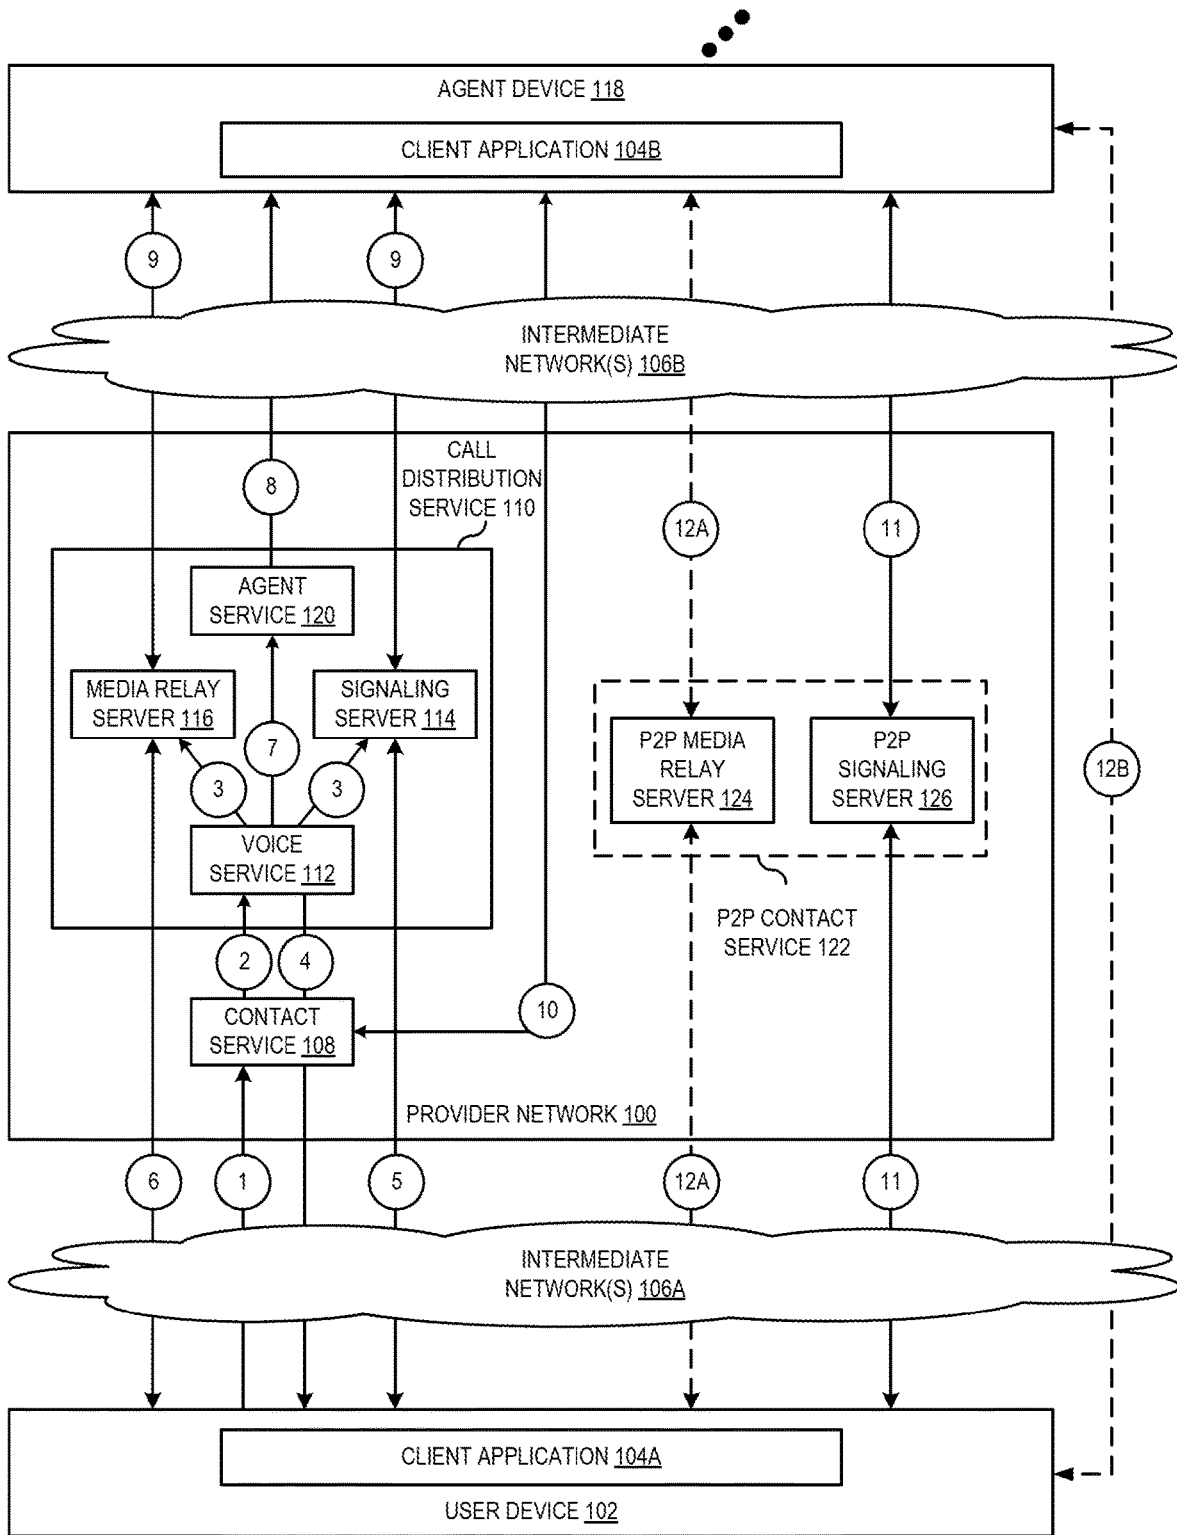 AGENT DEVICE 118
CLIENT APPLICATION 104B
9
9
INTERMEDIATE
NETWORK(S) 106B
CALL
DISTRIBUTION
SERVICE 110
8
12A
11
AGENT
SERVICE 120
MEDIA RELAY
SERVER 116
SIGNALING
SERVER 114
7
3
3
P2P MEDIA
RELAY
SERVER 124
P2P
SIGNALING
SERVER 126
12B
VOICE
SERVICE 112
P2P CONTACT
SERVICE 122
2
4
10
CONTACT
SERVICE 108
PROVIDER NETWORK 100
6
1
5
12A
11
INTERMEDIATE
NETWORK(S) 106A
CLIENT APPLICATION 104A
USER DEVICE 102